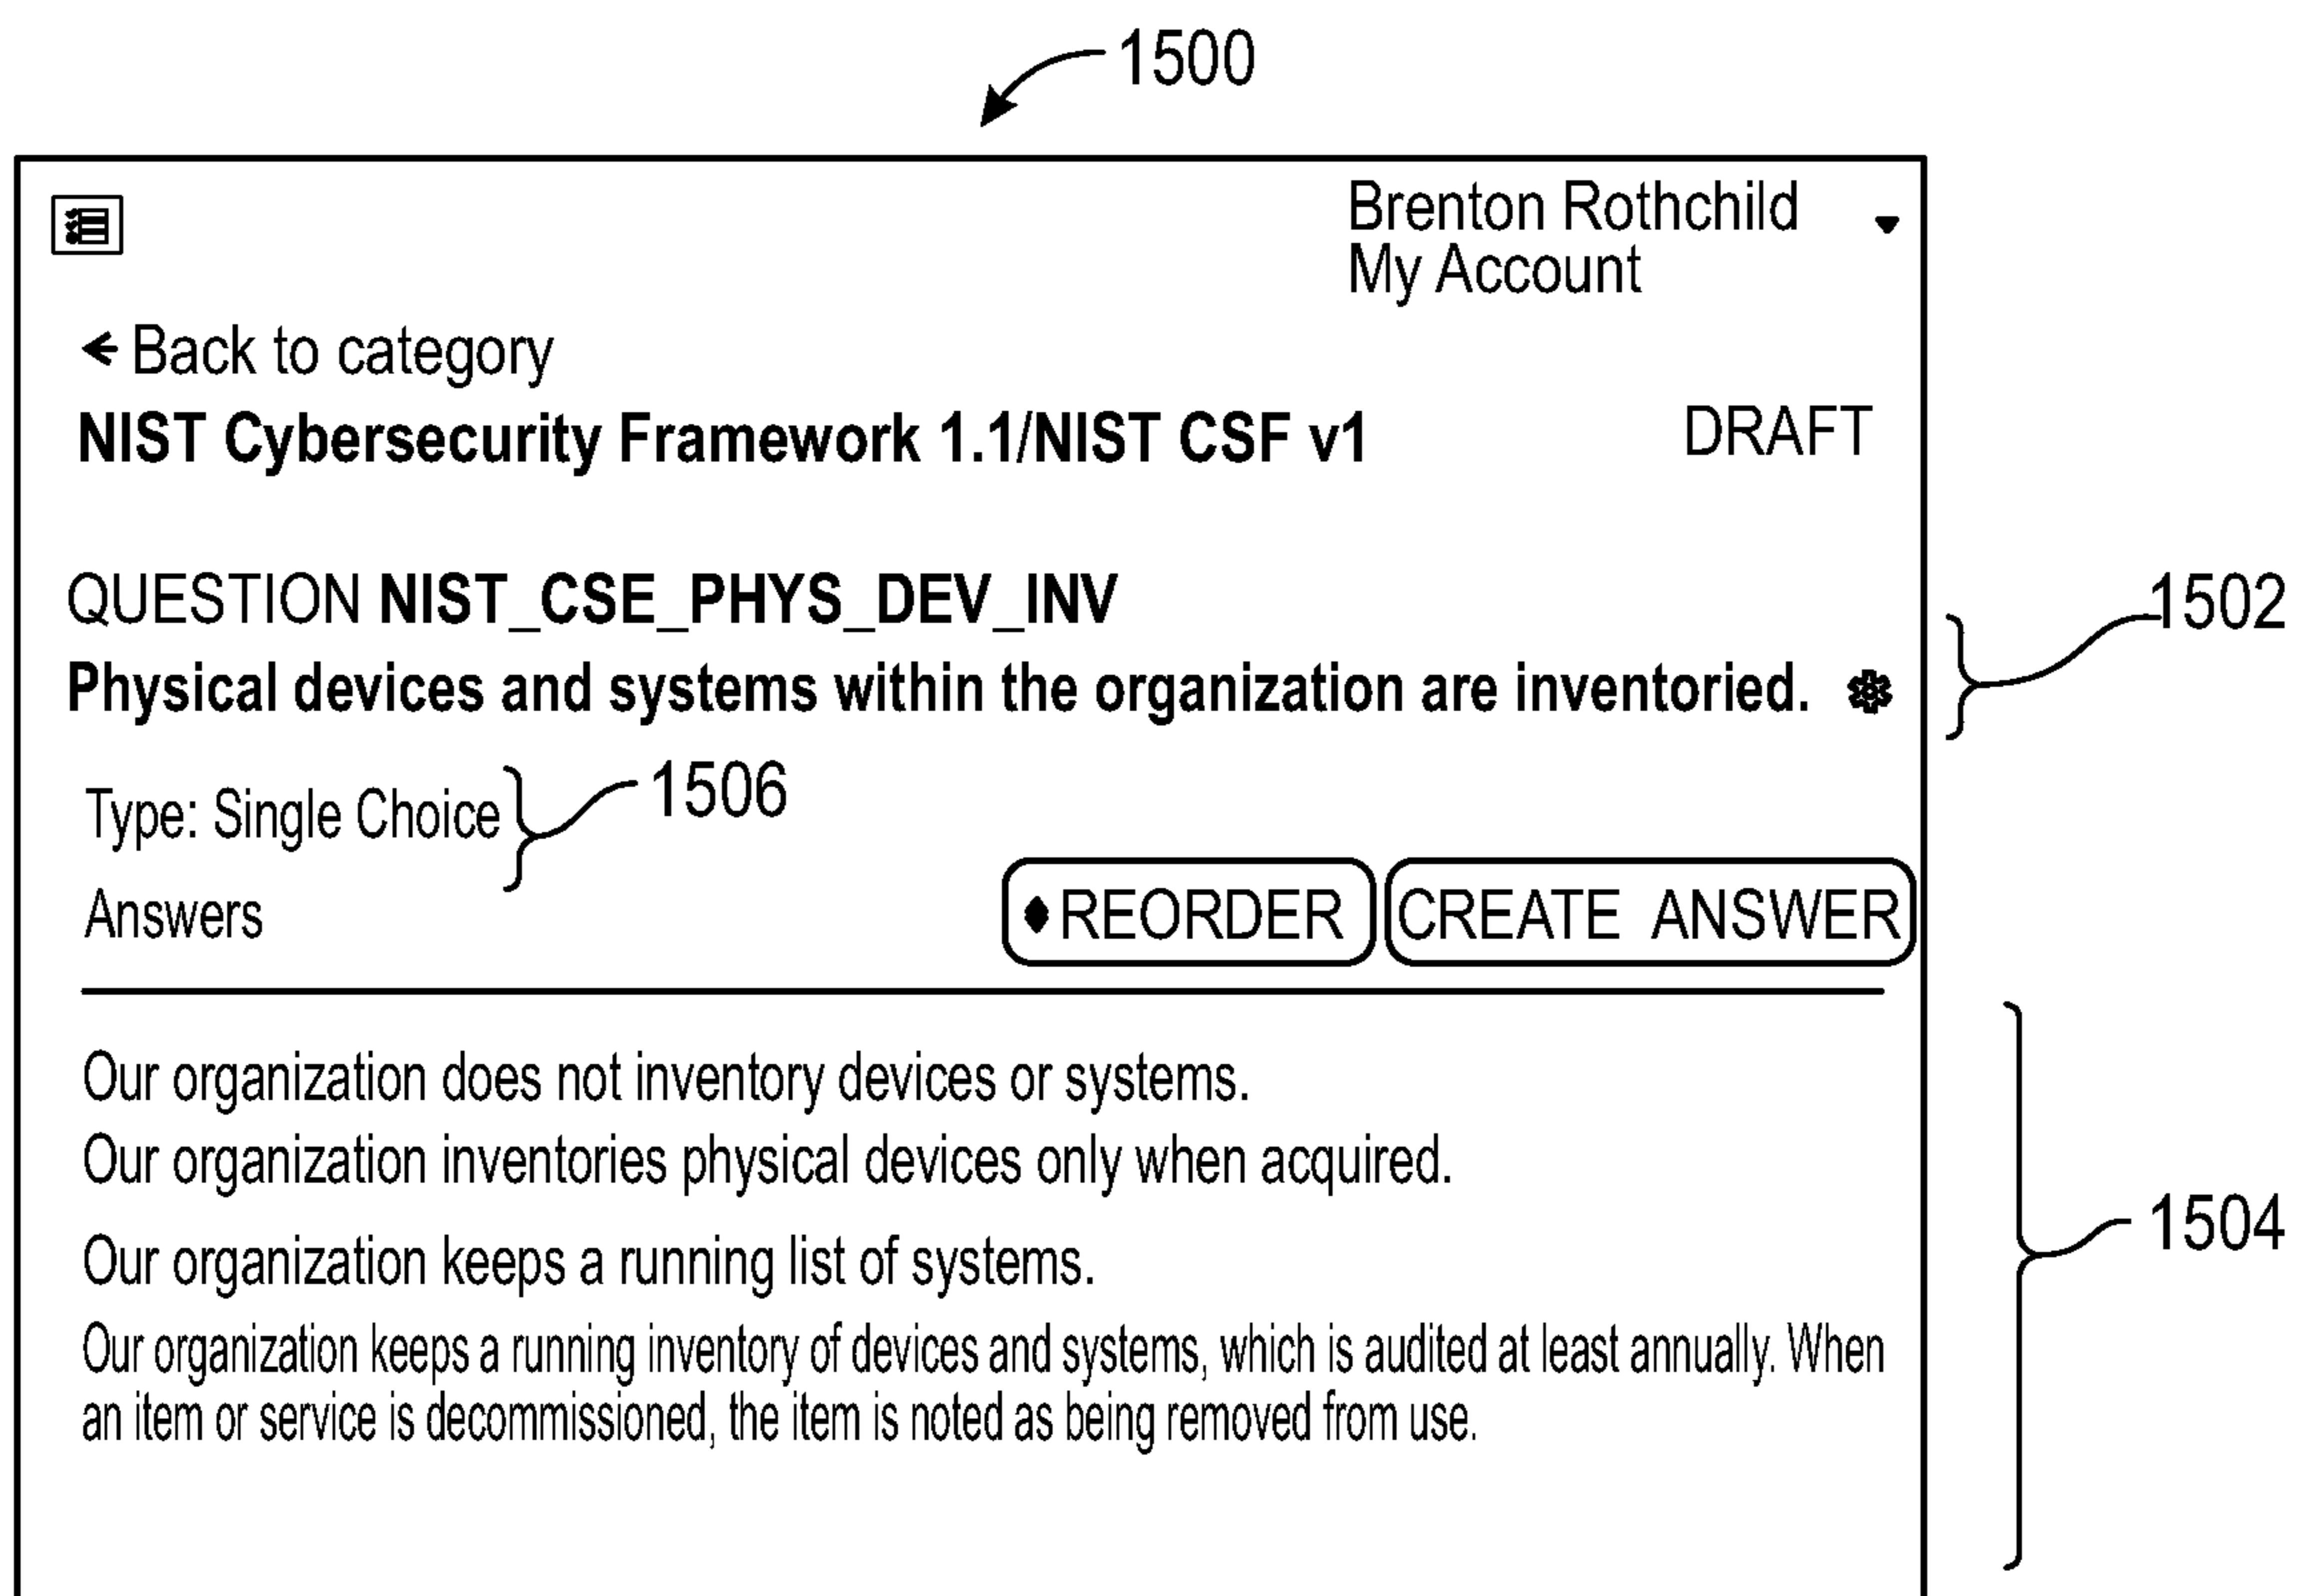 1500
Brenton Rothchild
My Account
Back to category
NIST Cybersecurity Framework 1.1/NIST CSF v1 DRAFT
QUESTION NIST_CSE_PHYS_DEV_INV
1502
Physical devices and systems within the organization are inventoried.
Type: Single Choice
1506
Answers
REORDER
CREATE ANSWER
Our organization does not inventory devices or systems.
Our organization inventories physical devices only when acquired.
1504
Our organization keeps a running list of systems.
Our organization keeps a running inventory of devices and systems, which is audited at least annually. When
an item or service is decommissioned, the item is noted as being removed from use.